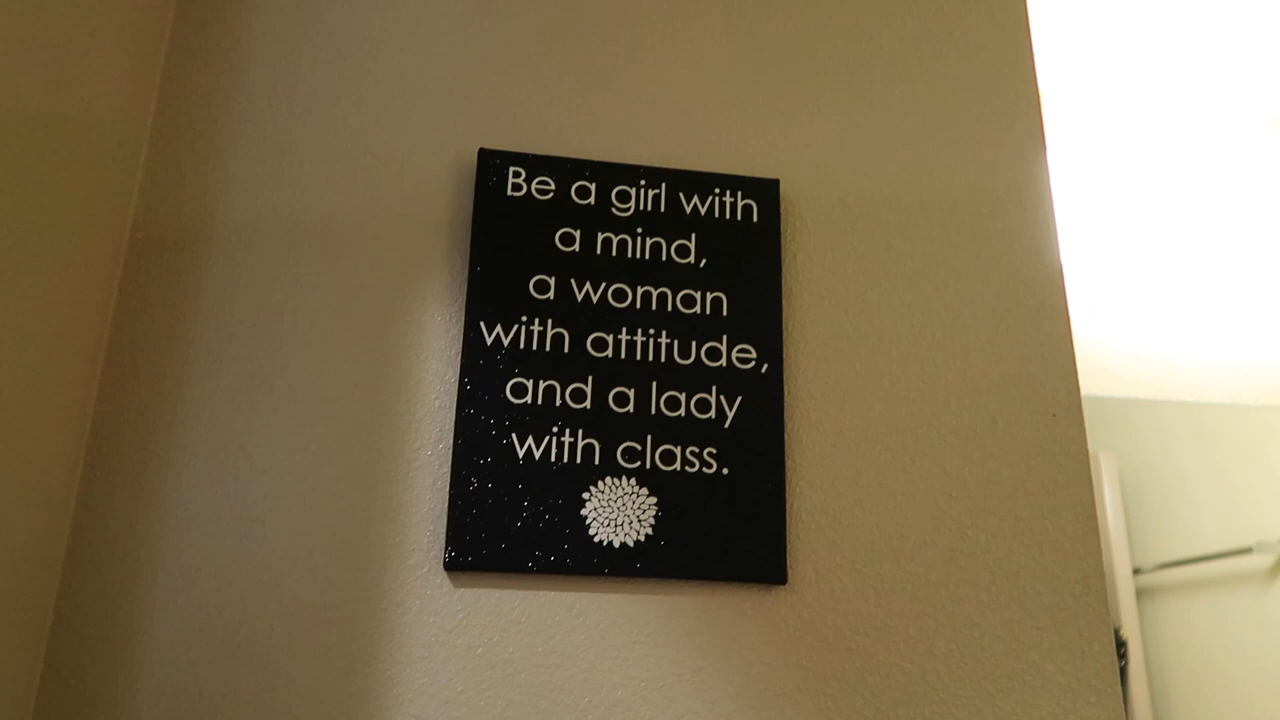 Be a girl with
a mind,
a woman
with attitude,
and a lady
with class.